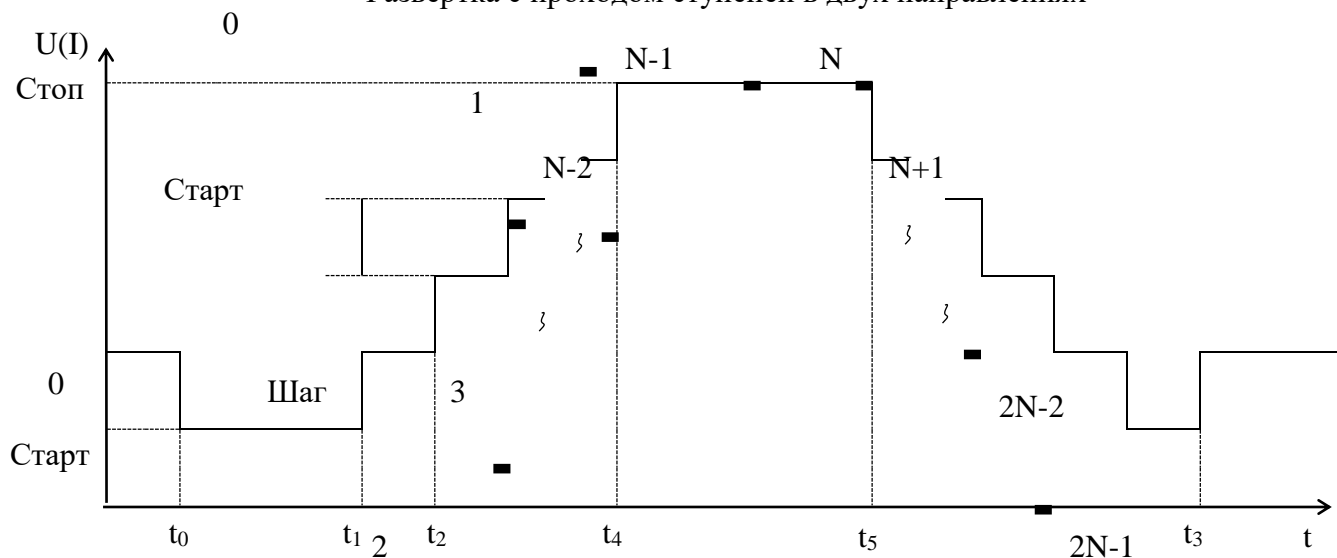 Развертка с проходом ступеней в двух направлениях
0
U(I)
N-1 N
Стоп
1
N-2 N+1
Старт
0
Шаг 3 2N-2
Старт
t0 t1 2 t2 t4 t5 2N-1 t3 t